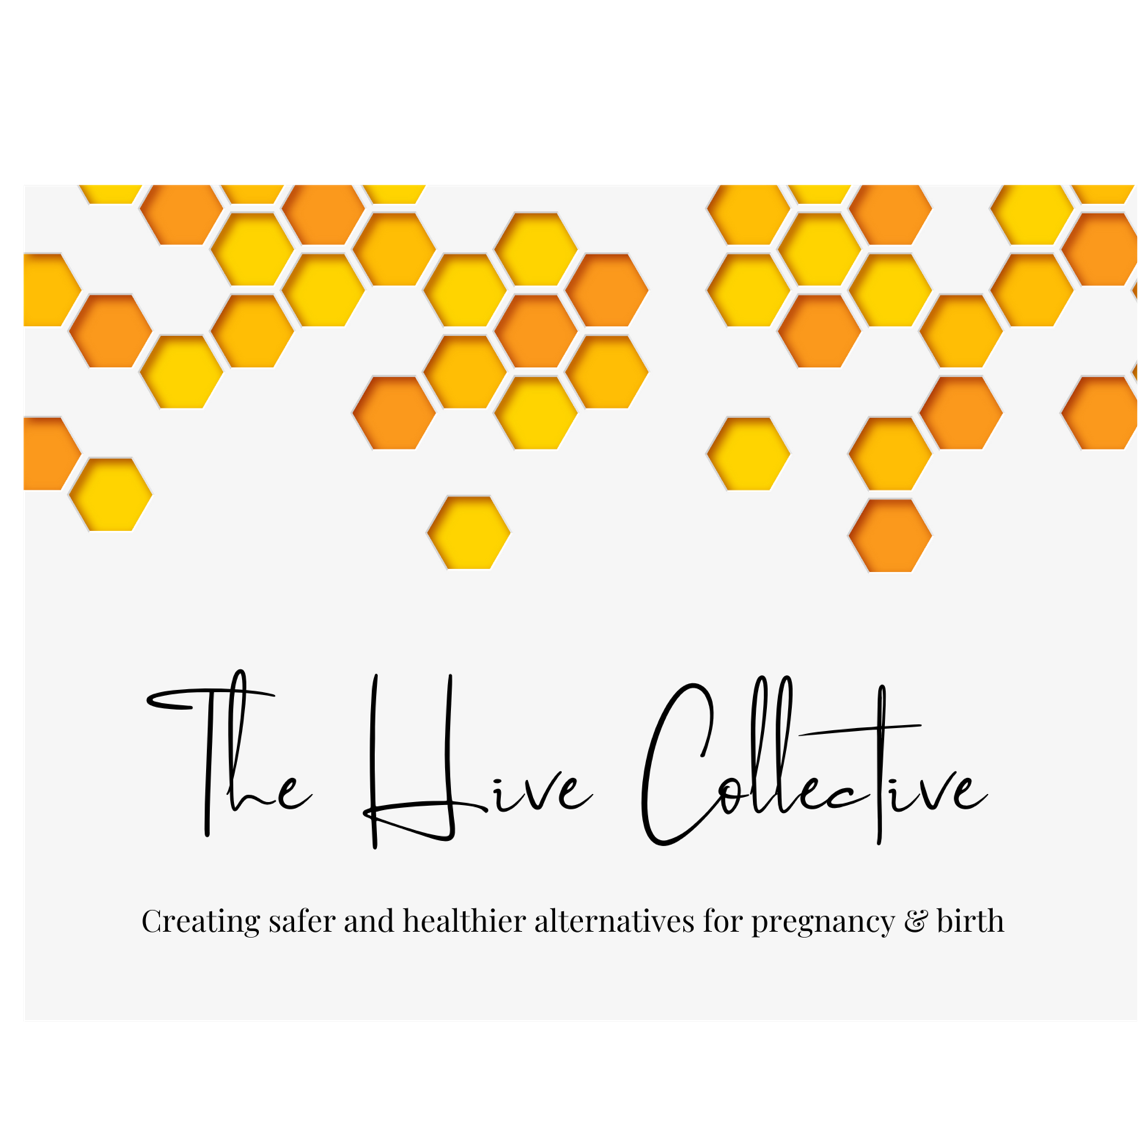 The Hive Collective
Creating safer and healthier alternatives for pregnancy & birth